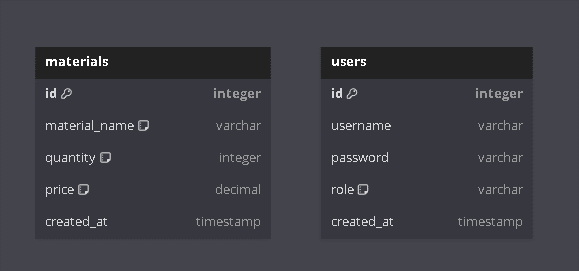 materials
id integer
material_name varchar
quantity integer
price decimal
created_at timestamp
users
id integer
username varchar
password varchar
role varchar
created_at timestamp